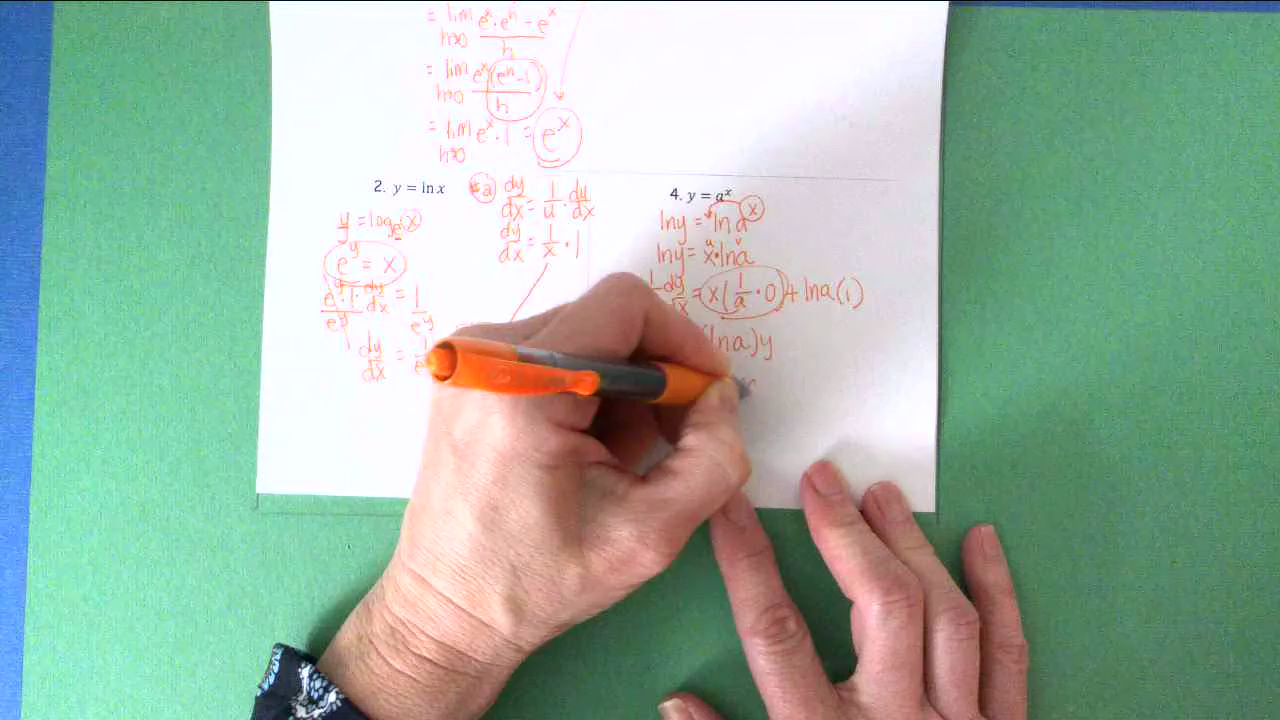 = lim e^x · e^h - e^x
h→0 h
= lim e^x (e^h - 1)
h→0 h
= lim e^x · 1 = e^x
h→0
2. y = ln x
y = log_e(x)
e^y = x
e^y · 1 · dy/dx = 1
e^y e^y
dy/dx = 1
a dy/dx = 1/u · du/dx
dy/dx = 1/x · 1
4. y = a^x
ln y = ln a^x
ln y = x · ln a
dy = x(1/a · 0) + ln a(1)
(ln a)y